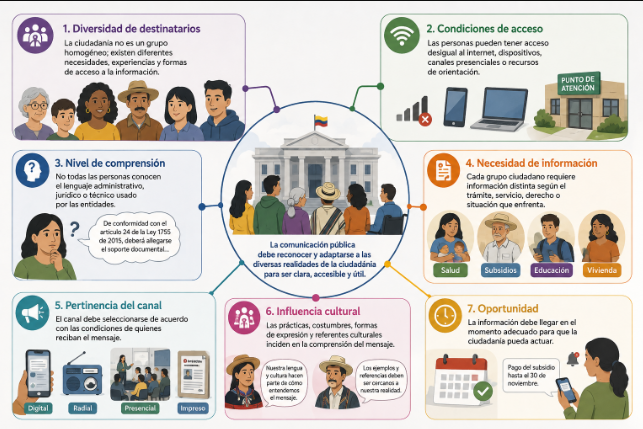 1. Diversidad de destinatarios
La ciudadanía no es un grupo
homogéneo; existen diferentes
necesidades, experiencias y formas
de acceso a la información.
2. Condiciones de acceso
Las personas pueden tener acceso
desigual al internet, dispositivos,
canales presenciales o recursos
de orientación.
PUNTO DE
ATENCIÓN
3. Nivel de comprensión
No todas las personas conocen
el lenguaje administrativo,
jurídico o técnico usado
por las entidades.
?
De conformidad con el
artículo 24 de la Ley 1755
de 2015, deberá allegarse
el soporte documental...
La comunicación pública
debe reconocer y adaptarse a las
diversas realidades de la ciudadanía
para ser clara, accesible y útil.
4. Necesidad de información
Cada grupo ciudadano requiere
información distinta según el
trámite, servicio, derecho o
situación que enfrenta.
Salud
Subsidios
Educación
Vivienda
5. Pertinencia del canal
El canal debe seleccionarse de acuerdo
con las condiciones de quienes
reciban el mensaje.
Digital
Radial
Presencial
Impreso
6. Influencia cultural
Las prácticas, costumbres, formas
de expresión y referentes culturales
inciden en la comprensión del mensaje.
Nuestra lengua
y cultura hacen
parte de cómo
entendemos
el mensaje.
Los ejemplos y
referencias deben
ser cercanos a
nuestra realidad.
7. Oportunidad
La información debe llegar en el
momento adecuado para que la
ciudadanía pueda actuar.
Pago del subsidio
hasta el 30 de
noviembre.